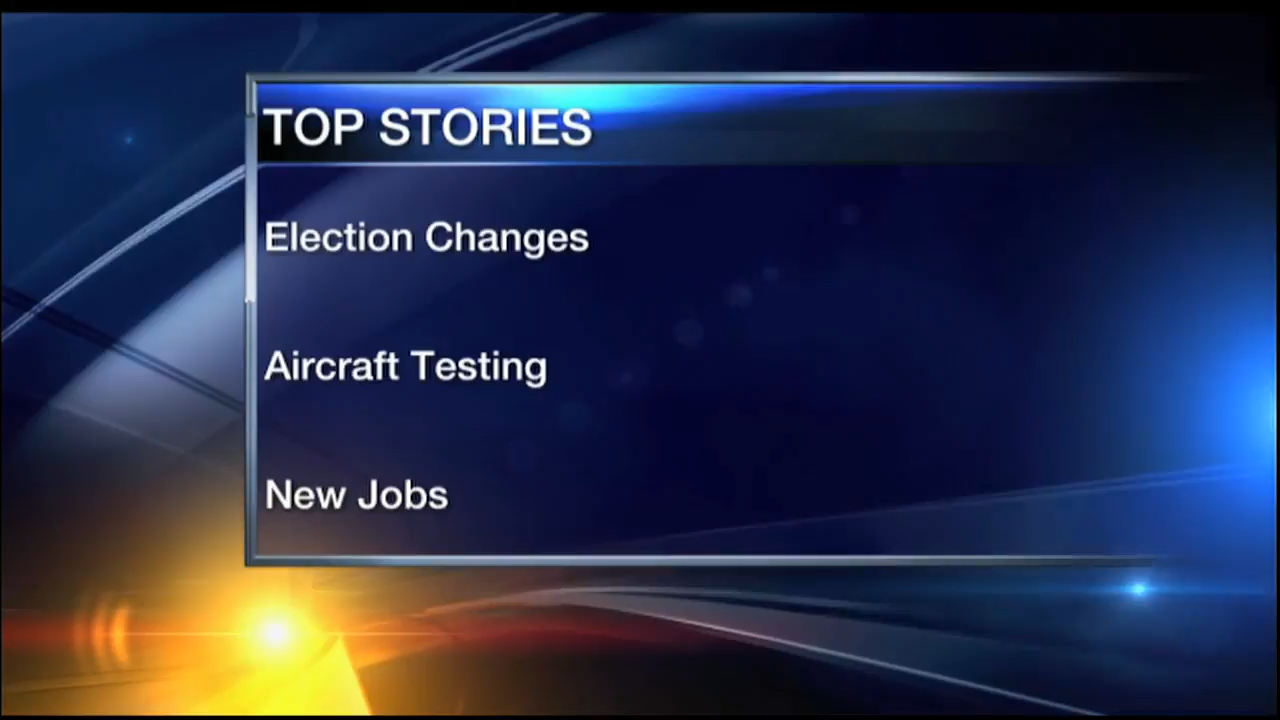 TOP STORIES
Election Changes
Aircraft Testing
New Jobs